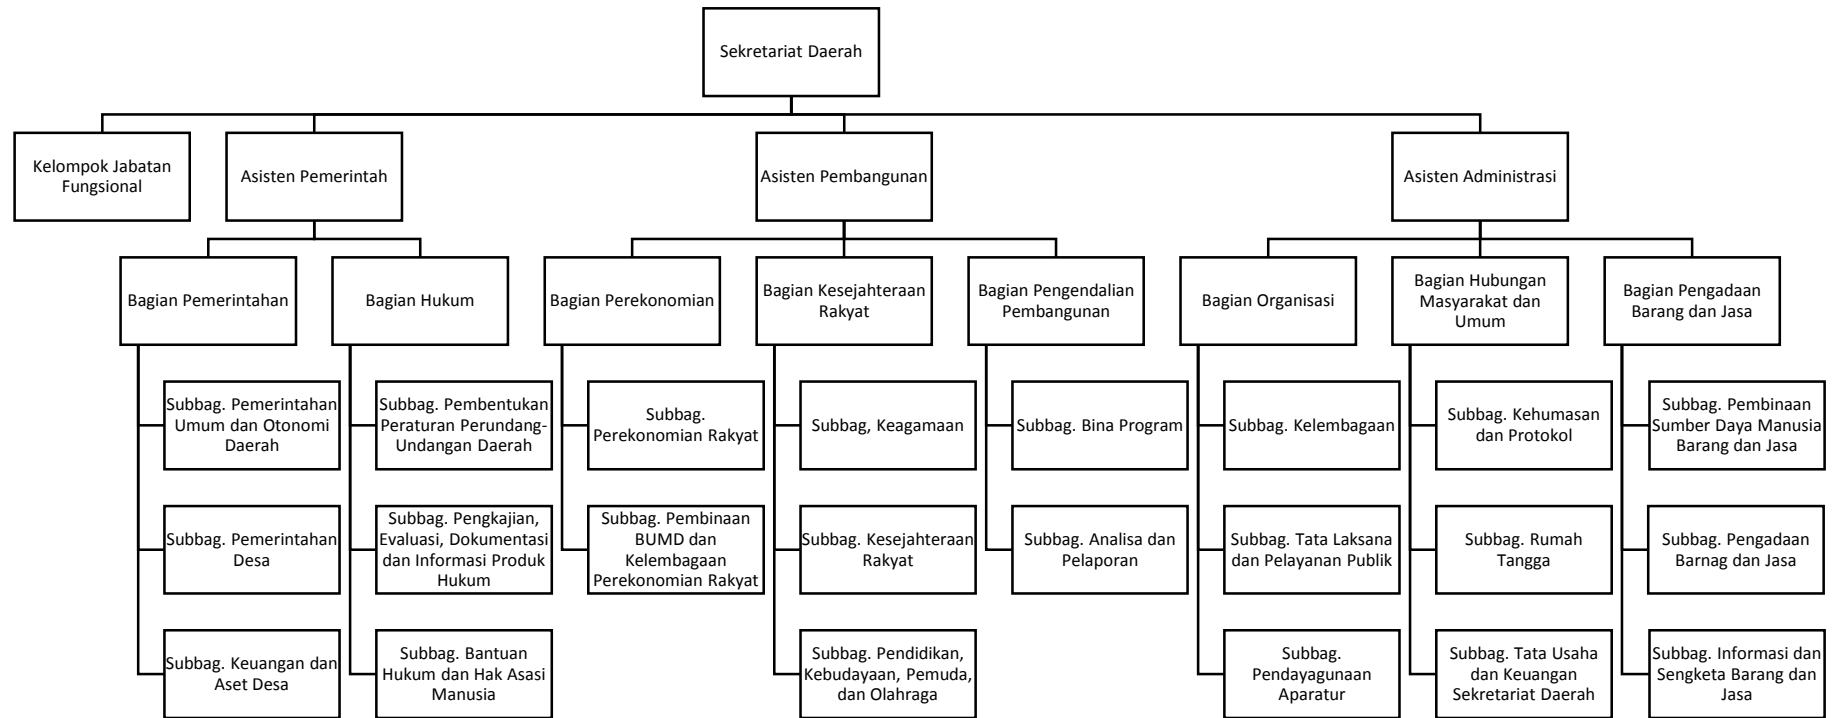 Sekretariat Daerah
Kelompok Jabatan
Fungsional
Asisten Pemerintah
Asisten Pembangunan
Asisten Administrasi
Bagian Pemerintahan
Bagian Hukum
Bagian Perekonomian
Bagian Kesejahteraan
Rakyat
Bagian Pengendalian
Pembangunan
Bagian Organisasi
Bagian Hubungan
Masyarakat dan
Umum
Bagian Pengadaan
Barang dan Jasa
Subbag. Pemerintahan
Umum dan Otonomi
Daerah
Subbag. Pembentukan
Peraturan Perundang-
Undangan Daerah
Subbag.
Perekonomian Rakyat
Subbag, Keagamaan
Subbag. Bina Program
Subbag. Kelembagaan
Subbag. Kehumasan
dan Protokol
Subbag. Pembinaan
Sumber Daya Manusia
Barang dan Jasa
Subbag. Pemerintahan
Desa
Subbag. Pengkajian,
Evaluasi, Dokumentasi
dan Informasi Produk
Hukum
Subbag. Pembinaan
BUMD dan
Kelembagaan
Perekonomian Rakyat
Subbag. Kesejahteraan
Rakyat
Subbag. Analisa dan
Pelaporan
Subbag. Tata Laksana
dan Pelayanan Publik
Subbag. Rumah
Tangga
Subbag. Pengadaan
Barnag dan Jasa
Subbag. Keuangan dan
Aset Desa
Subbag. Bantuan
Hukum dan Hak Asasi
Manusia
Subbag. Pendidikan,
Kebudayaan, Pemuda,
dan Olahraga
Subbag.
Pendayagunaan
Aparatur
Subbag. Tata Usaha
dan Keuangan
Sekretariat Daerah
Subbag. Informasi dan
Sengketa Barang dan
Jasa